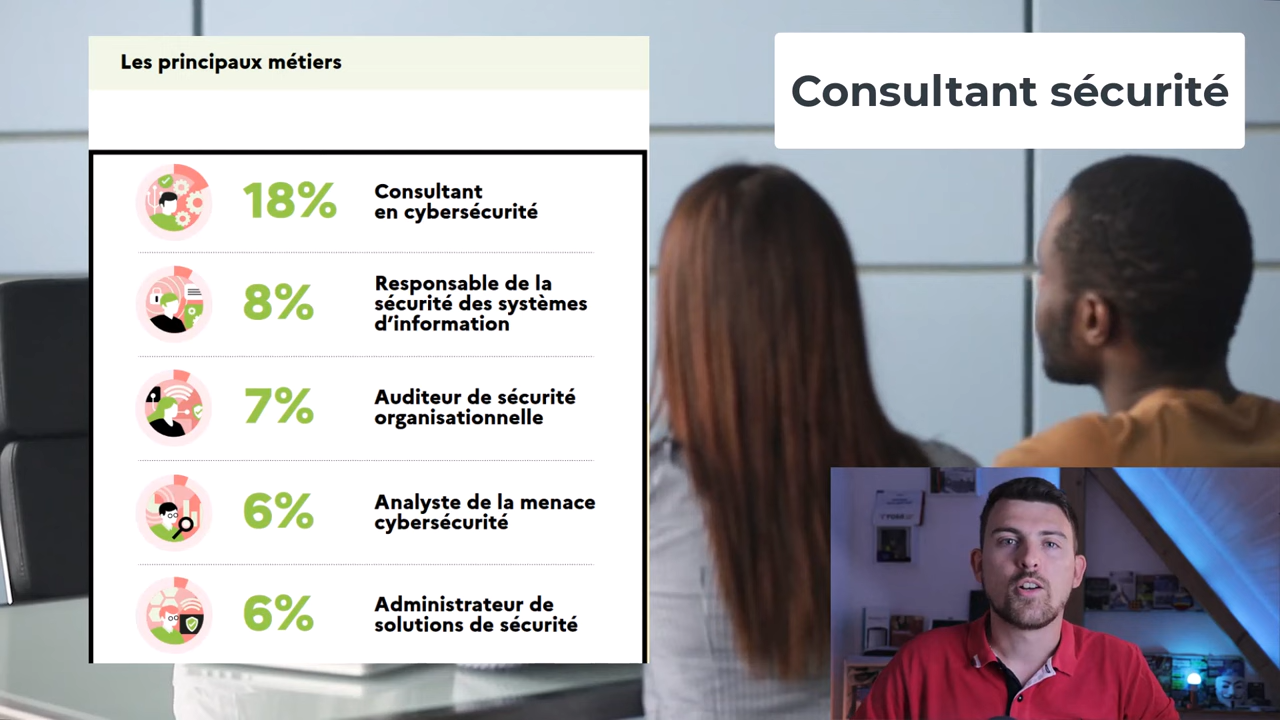 Les principaux métiers
Consultant sécurité
18%
Consultant
en cybersécurité
8%
Responsable de la
sécurité des systèmes
d'information
7%
Auditeur de sécurité
organisationnelle
6%
Analyste de la menace
cybersécurité
6%
Administrateur de
solutions de sécurité